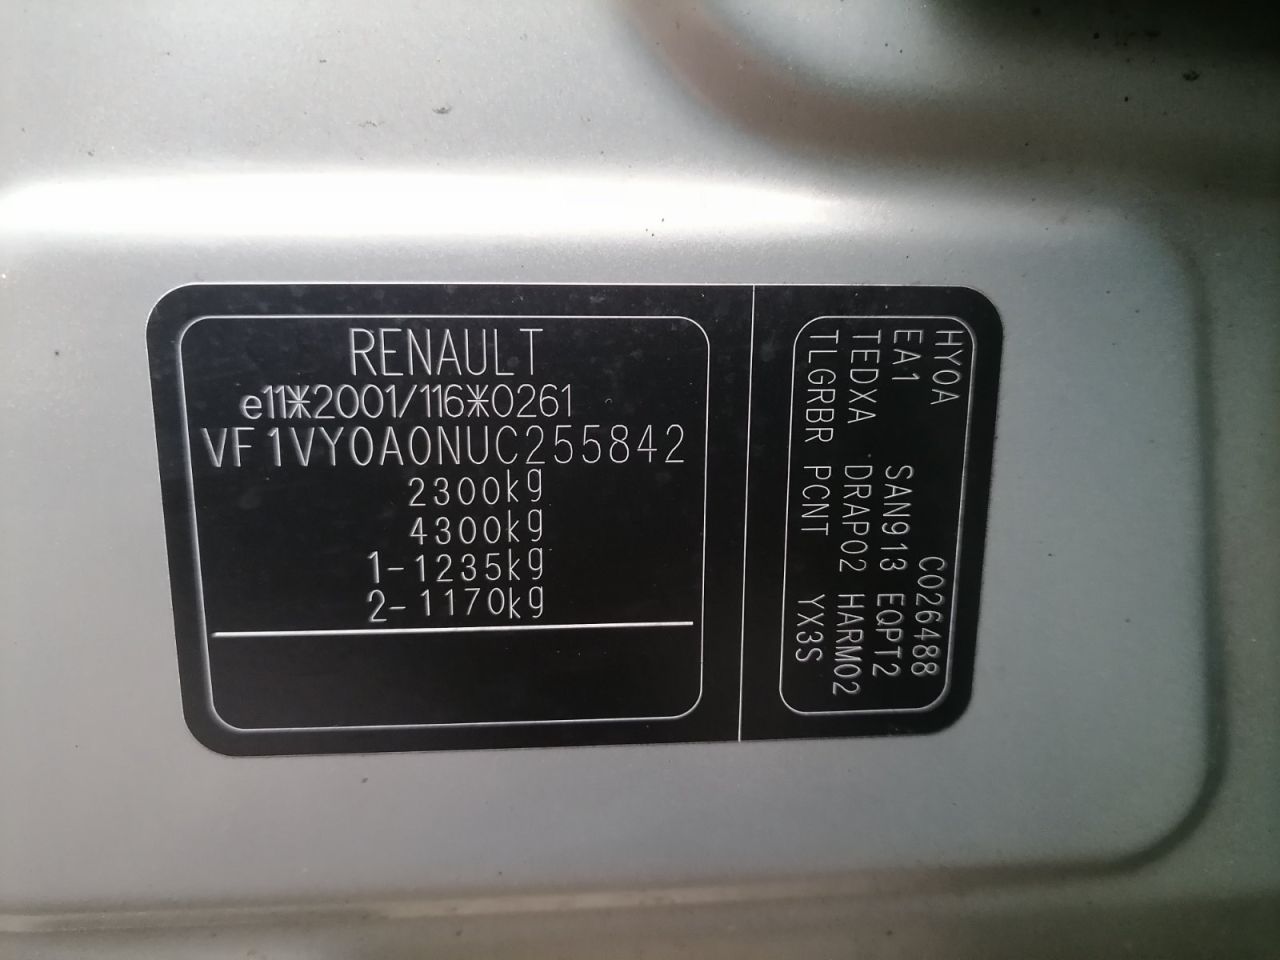 RENAULT
e11*2001/116*0261
VF1VY0A0NUC255842
2300kg
4300kg
1-1235kg
2-1170kg
HY0A C026488
EA1 SAN913 EQPT2
TEDXA DRAP02 HARM02
TLGRBR PCNT YX3S